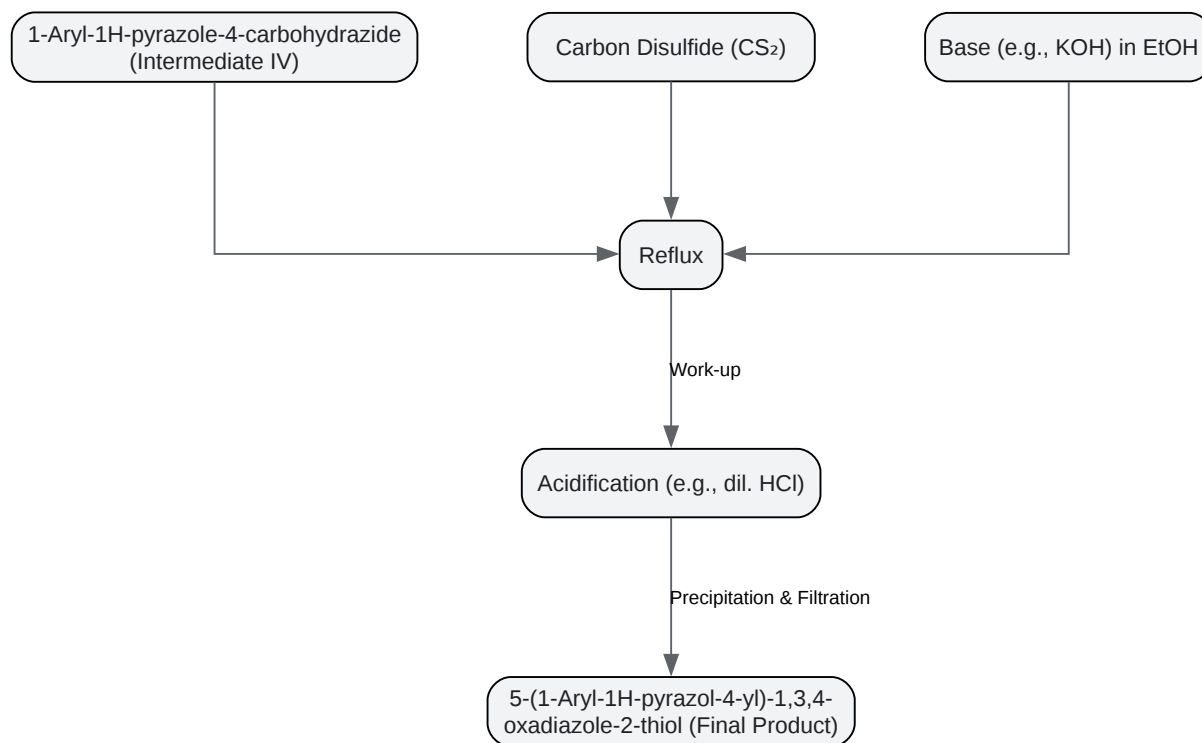 1-Aryl-1H-pyrazole-4-carbohydrazide
(Intermediate IV)
Carbon Disulfide (CS₂)
Base (e.g., KOH) in EtOH
Reflux
Work-up
Acidification (e.g., dil. HCl)
Precipitation & Filtration
5-(1-Aryl-1H-pyrazol-4-yl)-1,3,4-
oxadiazole-2-thiol (Final Product)